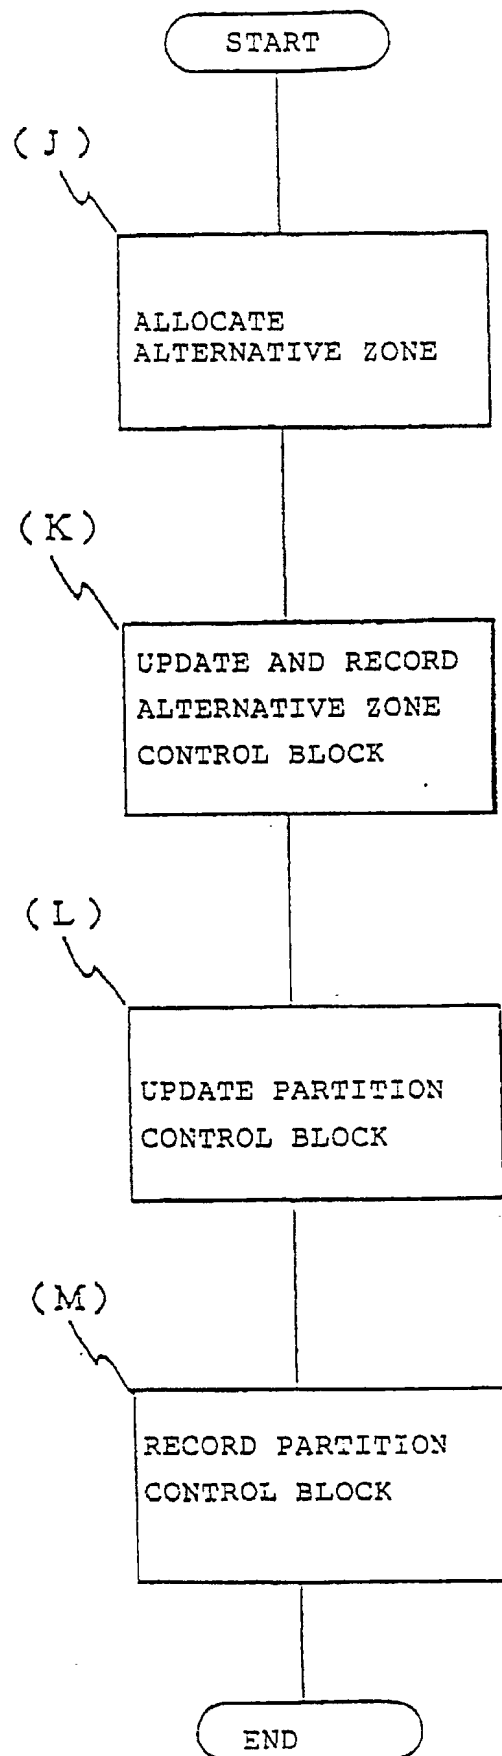 START
(J)
ALLOCATE
ALTERNATIVE ZONE
(K)
UPDATE AND RECORD
ALTERNATIVE ZONE
CONTROL BLOCK
(L)
UPDATE PARTITION
CONTROL BLOCK
(M)
RECORD PARTITION
CONTROL BLOCK
END